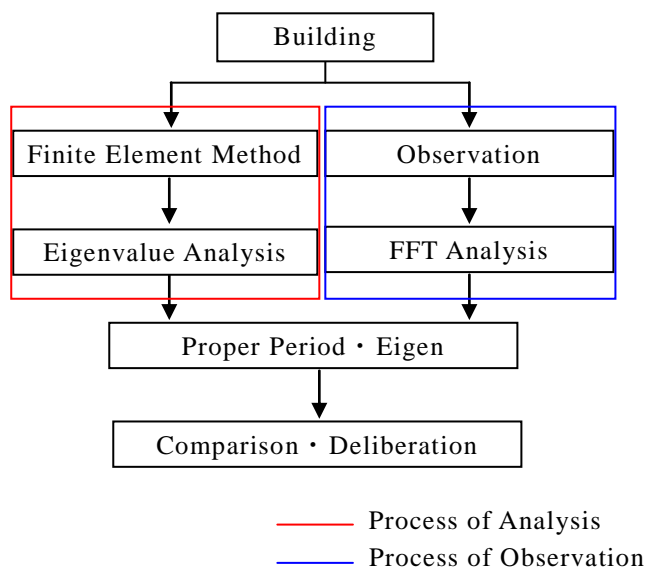 Building
Finite Element Method
Observation
Eigenvalue Analysis
FFT Analysis
Proper Period・Eigen
Comparison・Deliberation
Process of Analysis
Process of Observation